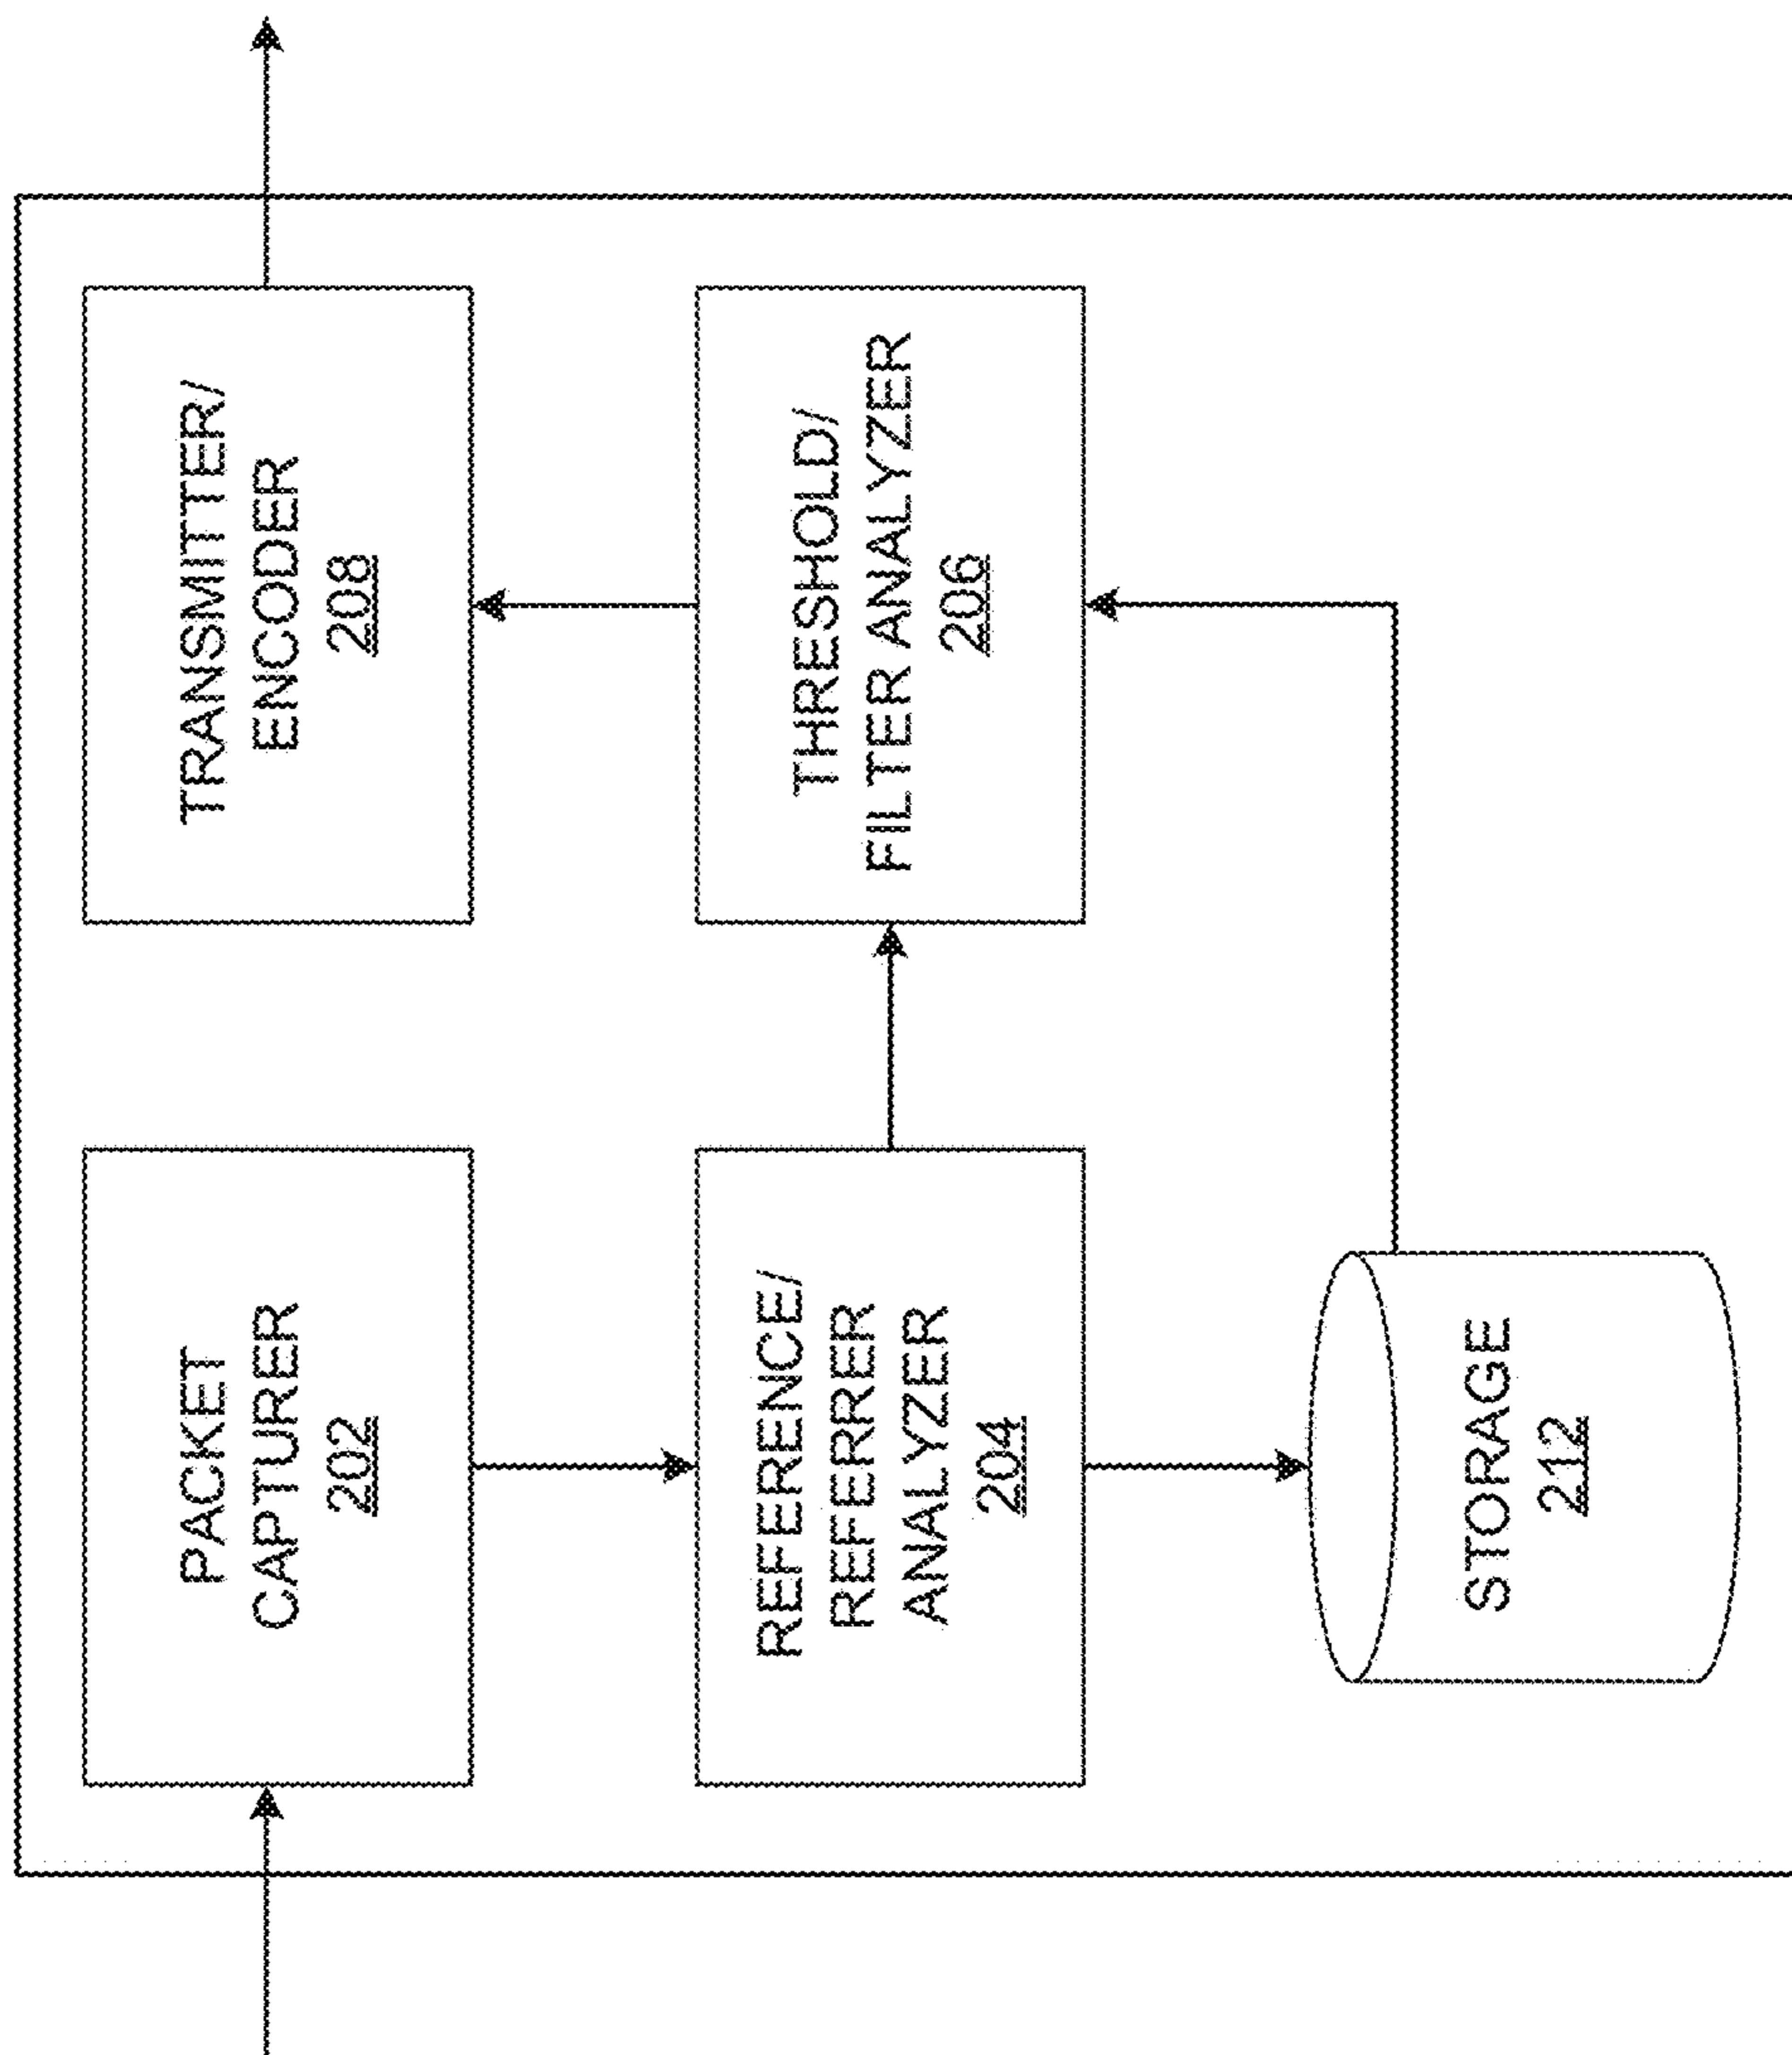 PACKET
CAPTURER
202
TRANSMITTER/
ENCODER
208
REFERENCE/
REFERRER
ANALYZER
204
THRESHOLD/
FILTER ANALYZER
206
STORAGE
212